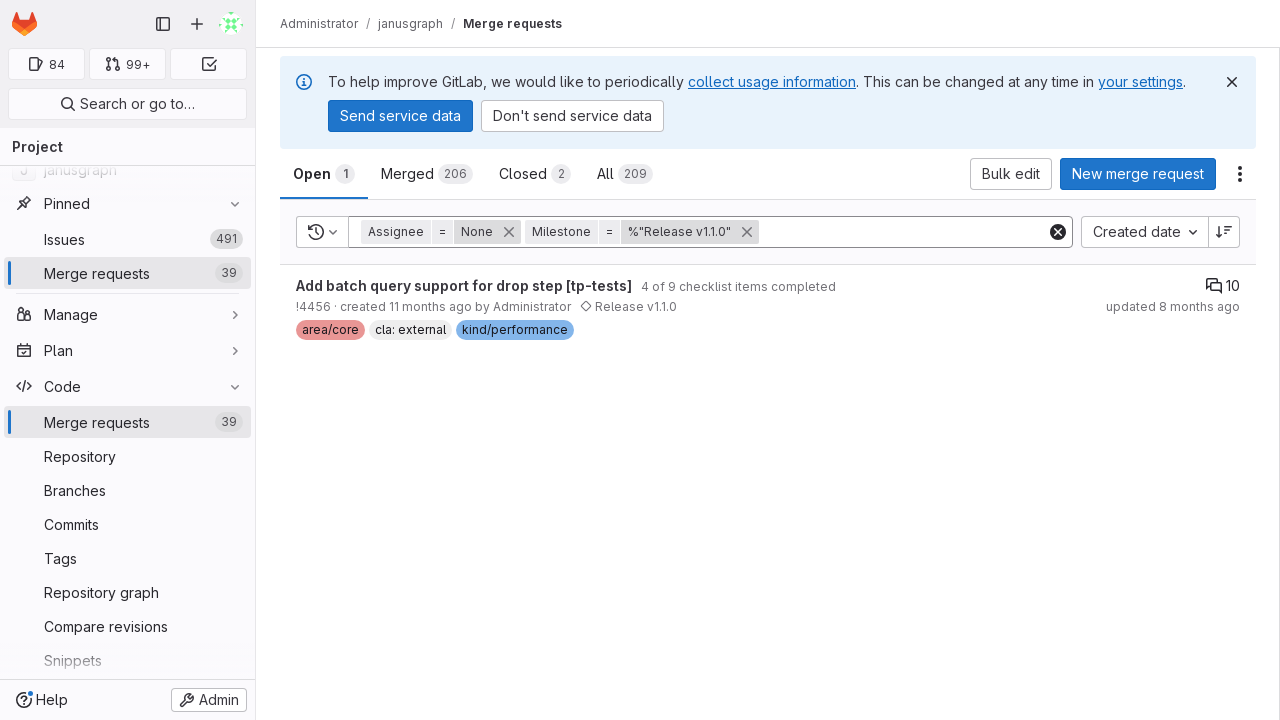 Administrator / janusgraph / Merge requests
84
99+
Search or go to…
Project
janusgraph
Pinned
Issues 491
Merge requests 39
Manage
Plan
Code
Merge requests 39
Repository
Branches
Commits
Tags
Repository graph
Compare revisions
Snippets
Help
Admin
To help improve GitLab, we would like to periodically collect usage information. This can be changed at any time in your settings.
Send service data
Don't send service data
Open 1
Merged 206
Closed 2
All 209
Bulk edit
New merge request
Assignee = None
Milestone = %"Release v1.1.0"
Created date
Add batch query support for drop step [tp-tests] 4 of 9 checklist items completed
10
!4456 · created 11 months ago by Administrator Release v1.1.0
updated 8 months ago
area/core cla: external kind/performance